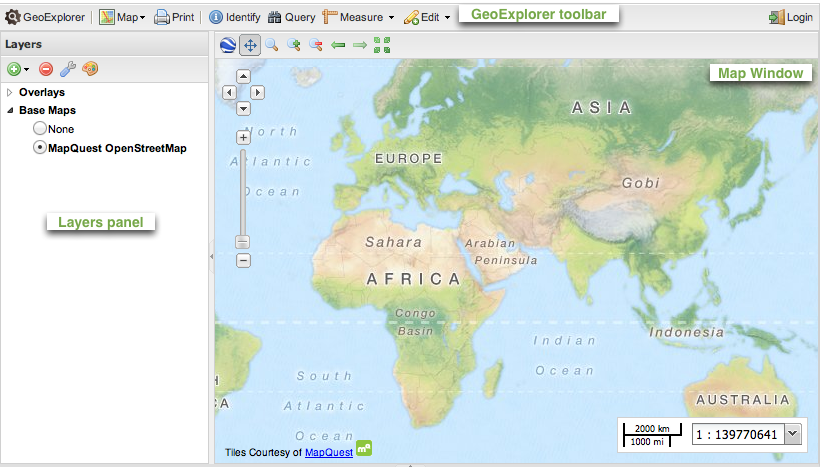 GeoExplorer Map Print Identify Query Measure Edit GeoExplorer toolbar Login
Layers
Map Window
Overlays
Base Maps
None
MapQuest OpenStreetMap
Layers panel
ASIA
North
Atlantic
Ocean
EUROPE
Gobi
Sahara
Arabian
Peninsula
AFRICA
Congo
Basin
Indonesia
Indian
Ocean
South
Atlantic
Ocean
H
CA
AUSTRALIA
2000 km
1000 mi
1 : 139770641
Tiles Courtesy of MapQuest